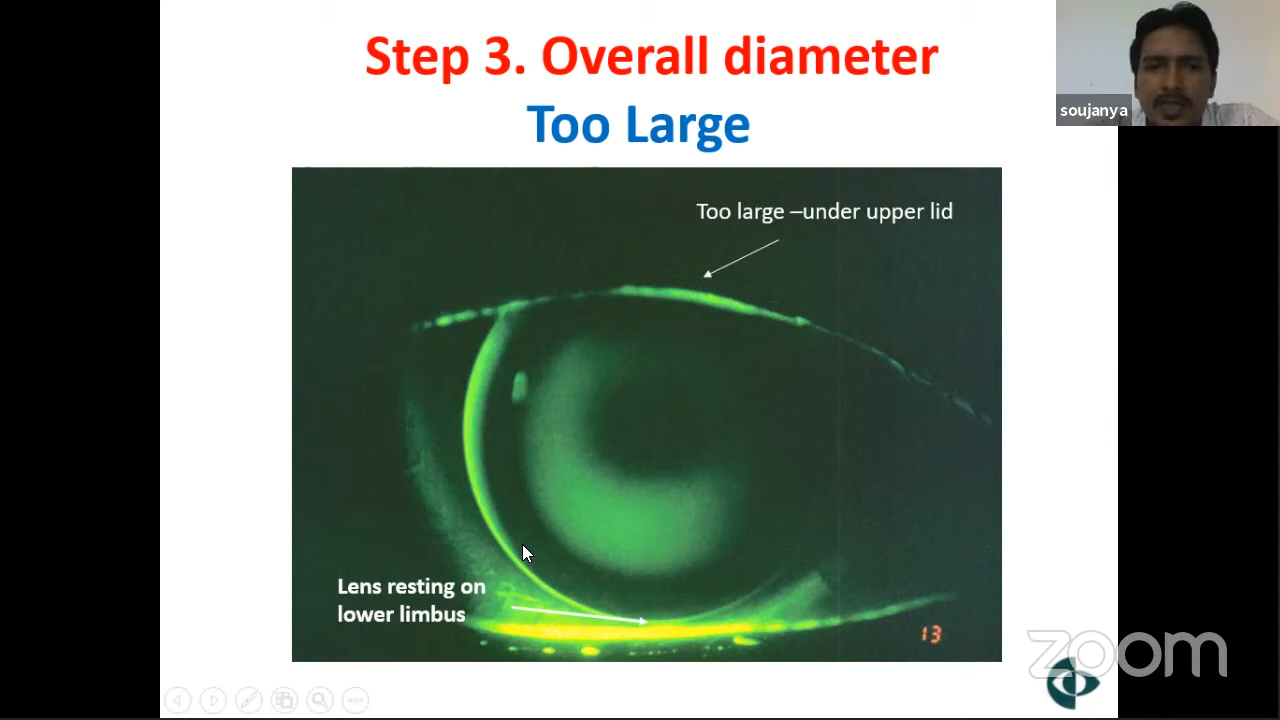 Step 3. Overall diameter
Too Large
soujanya
Too large –under upper lid
Lens resting on
lower limbus
13
zoom